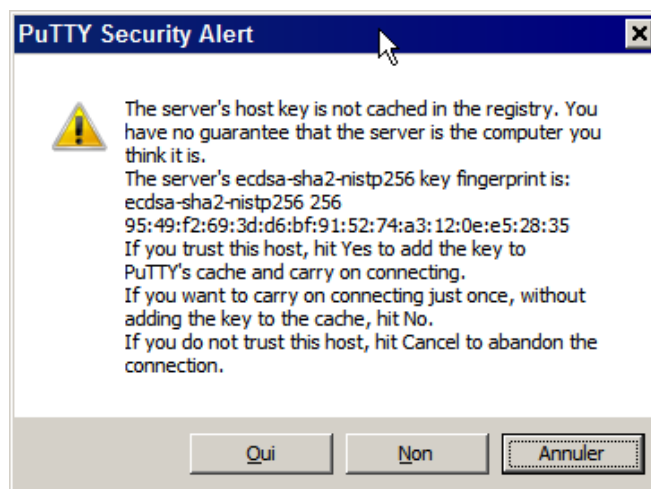 PuTTY Security Alert
The server's host key is not cached in the registry. You
have no guarantee that the server is the computer you
think it is.
The server's ecdsa-sha2-nistp256 key fingerprint is:
ecdsa-sha2-nistp256 256
95:49:f2:69:3d:d6:bf:91:52:74:a3:12:0e:e5:28:35
If you trust this host, hit Yes to add the key to
PuTTY's cache and carry on connecting.
If you want to carry on connecting just once, without
adding the key to the cache, hit No.
If you do not trust this host, hit Cancel to abandon the
connection.
Oui Non Annuler